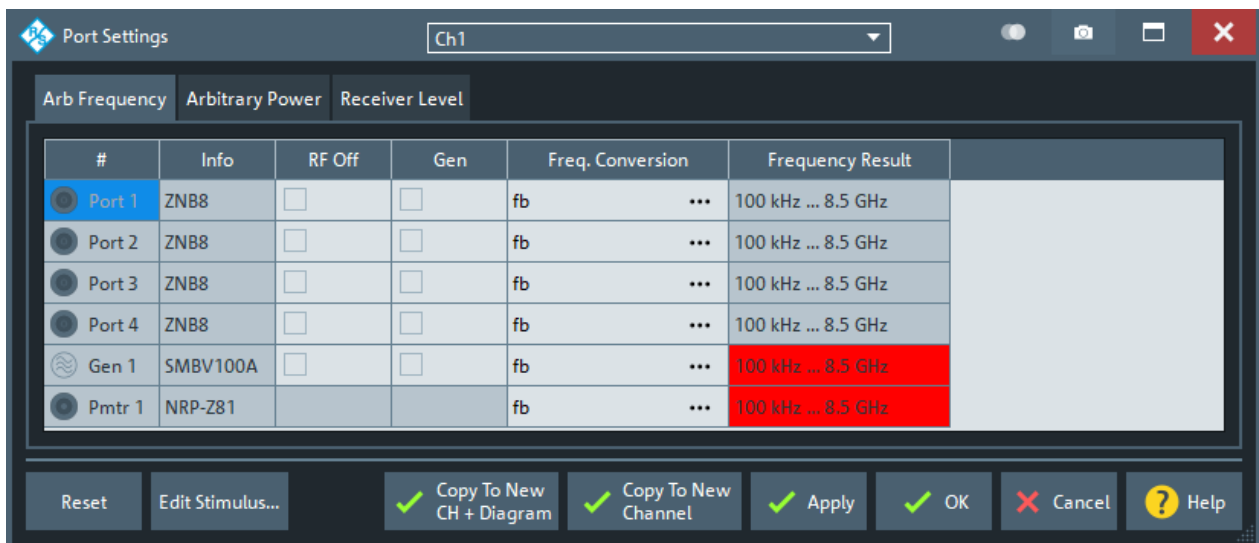 Port Settings
Ch1
Arb Frequency Arbitrary Power Receiver Level
# Info RF Off Gen Freq. Conversion Frequency Result
Port 1 ZNB8 fb ... 100 kHz ... 8.5 GHz
Port 2 ZNB8 fb ... 100 kHz ... 8.5 GHz
Port 3 ZNB8 fb ... 100 kHz ... 8.5 GHz
Port 4 ZNB8 fb ... 100 kHz ... 8.5 GHz
Gen 1 SMBV100A fb ... 100 kHz ... 8.5 GHz
Pmtr 1 NRP-Z81 fb ... 100 kHz ... 8.5 GHz
Reset Edit Stimulus... Copy To New
CH + Diagram Copy To New
Channel Apply OK Cancel ? Help